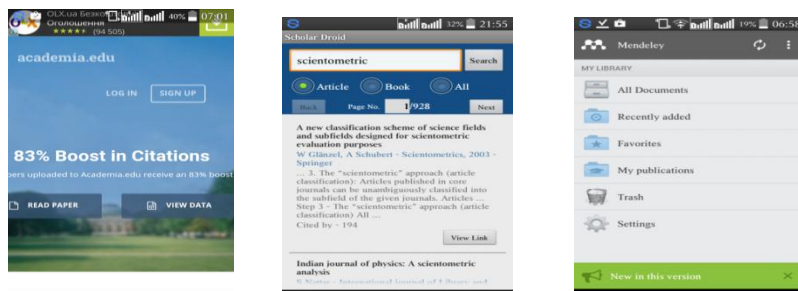 OLX.ua Безко
Оголошення
(94 505)
40% 07:01
academia.edu
LOG IN SIGN UP
83% Boost in Citations
pers uploaded to Academia.edu receive an 83% boost
READ PAPER VIEW DATA
32% 21:55
Scholar Droid
scientometric Search
Article Book All
Back Page No. 1/928 Next
A new classification scheme of science fields
and subfields designed for scientometric
evaluation purposes
W Glänzel, A Schubert - Scientometrics, 2003 -
Springer
... 3. The "scientometric" approach (article
classification): Articles published in core
journals can be unambiguously classified into
the subfield of the given journals. Articles ...
Step 3 - The "scientometric" approach (article
classification) All ...
Cited by - 194
View Link
Indian journal of physics: A scientometric
analysis
19% 06:58
Mendeley
MY LIBRARY
All Documents
Recently added
Favorites
My publications
Trash
Settings
New in this version